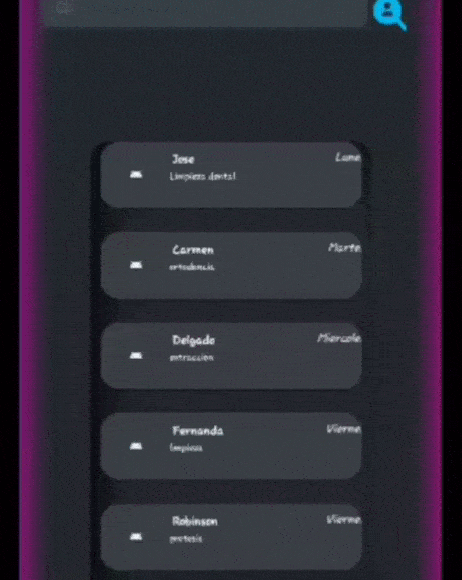 Jose
Lune
Limpieza dental
Carmen
Marte
ortodoncia
Delgado
Miercole
extraccion
Fernanda
Vierne
limpieza
Robinson
Vierne
protesis